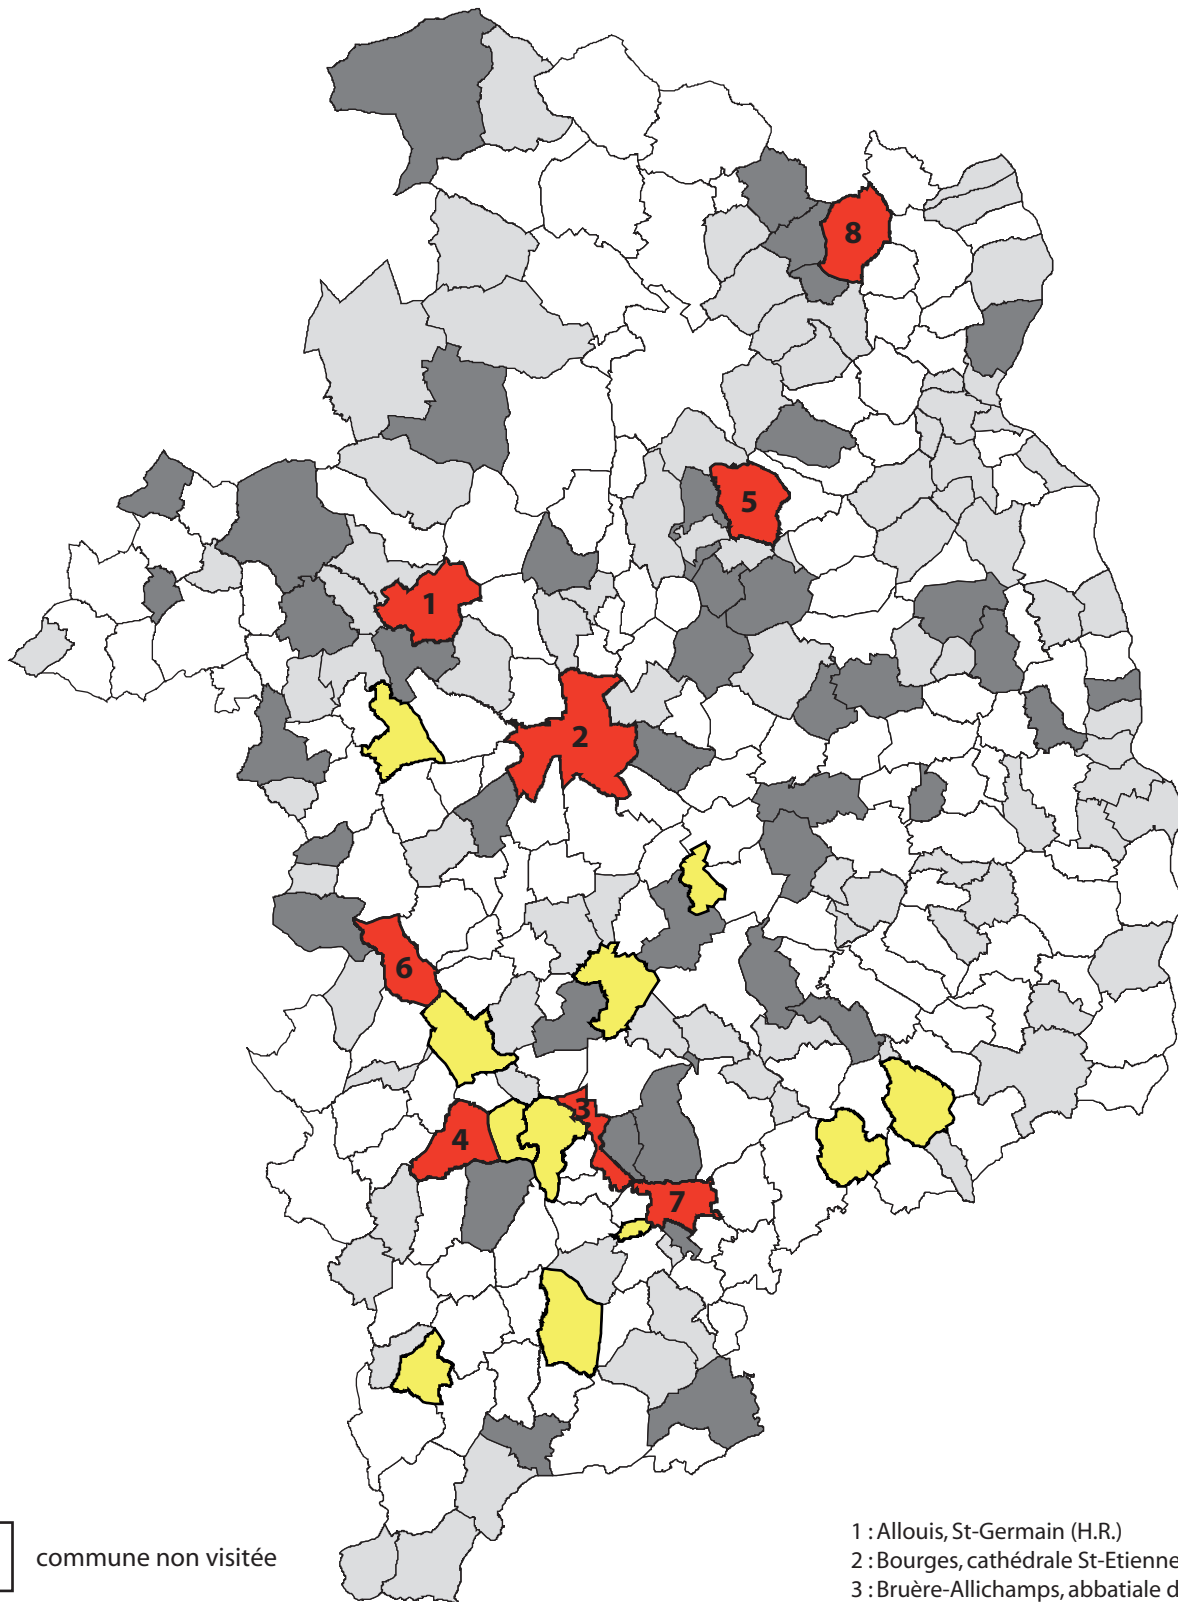 8
5
1
2
6
3
4
7
commune non visitée
1 : Allouis, St-Germain (H.R.)
2 : Bourges, cathédrale St-Etienne
3 : Bruère-Allichamps, abbatiale d